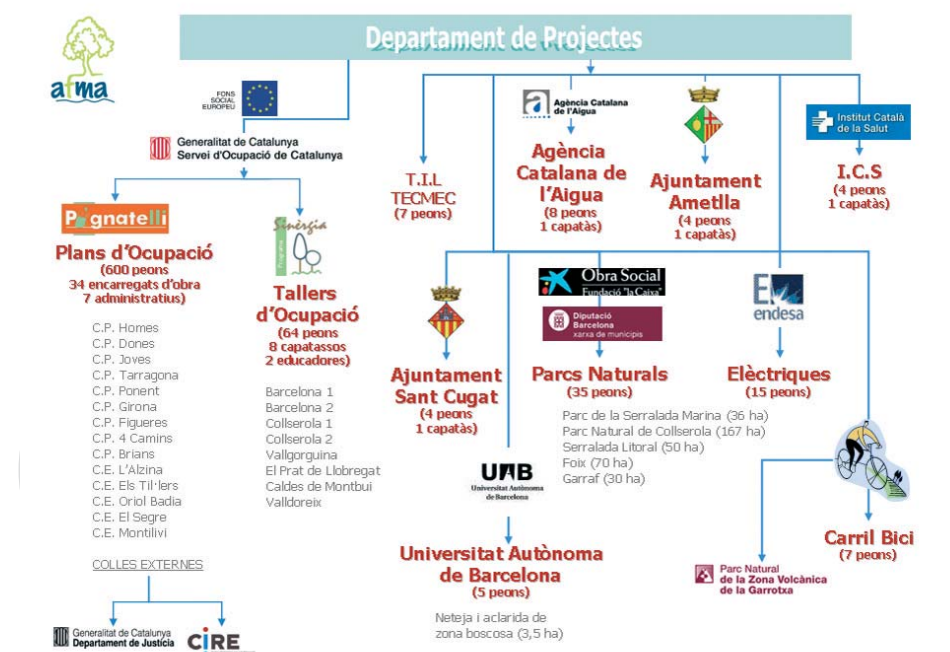 Departament de Projectes
afma
FONS
SOCIAL
EUROPEU
Generalitat de Catalunya
Servei d'Ocupació de Catalunya
Agència Catalana
de l'Aigua
Institut Català
de la Salut
T.I.L
TECMEC
(7 peons)
Agència
Catalana de
l'Aigua
(8 peons
1 capatàs)
Ajuntament
Ametlla
(4 peons
1 capatàs)
I.C.S
(4 peons
1 capatàs)
Pignatelli
Plans d'Ocupació
(600 peons
34 encarregats d'obra
7 administratius)
C.P. Homes
C.P. Dones
C.P. Joves
C.P. Tarragona
C.P. Ponent
C.P. Girona
C.P. Figueres
C.P. 4 Camins
C.P. Brians
C.E. L'Alzina
C.E. Els Til·lers
C.E. Oriol Badia
C.E. El Segre
C.E. Montilivi
COLLES EXTERNES
Generalitat de Catalunya
Departament de Justícia
CiRE
Programa
Sinèrgia
Tallers
d'Ocupació
(64 peons
8 capatassos
2 educadores)
Barcelona 1
Barcelona 2
Collserola 1
Collserola 2
Vallgorguina
El Prat de Llobregat
Caldes de Montbui
Valldoreix
Ajuntament
Sant Cugat
(4 peons
1 capatàs)
Obra Social
Fundació "la Caixa"
Diputació
Barcelona
xarxa de municipis
Parcs Naturals
(35 peons)
Parc de la Serralada Marina (36 ha)
Parc Natural de Collserola (167 ha)
Serralada Litoral (50 ha)
Foix (70 ha)
Garraf (30 ha)
endesa
Elèctriques
(15 peons)
UAB
Universitat Autònoma
de Barcelona
Universitat Autònoma
de Barcelona
(5 peons)
Neteja i aclarida de
zona boscosa (3,5 ha)
Carril Bici
(7 peons)
Parc Natural
de la Zona Volcànica
de la Garrotxa